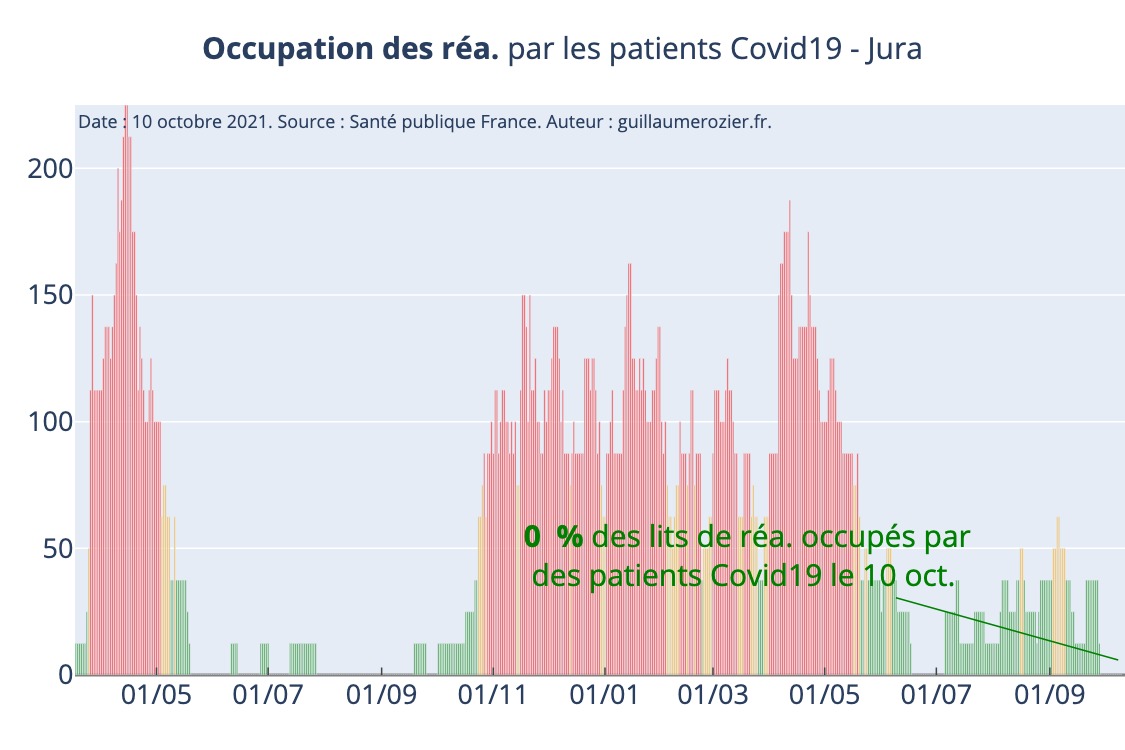 Occupation des réa. par les patients Covid19 - Jura
Date : 10 octobre 2021. Source : Santé publique France. Auteur : guillaumerozier.fr.
200
150
100
50
0
0 % des lits de réa. occupés par
des patients Covid19 le 10 oct.
01/05 01/07 01/09 01/11 01/01 01/03 01/05 01/07 01/09